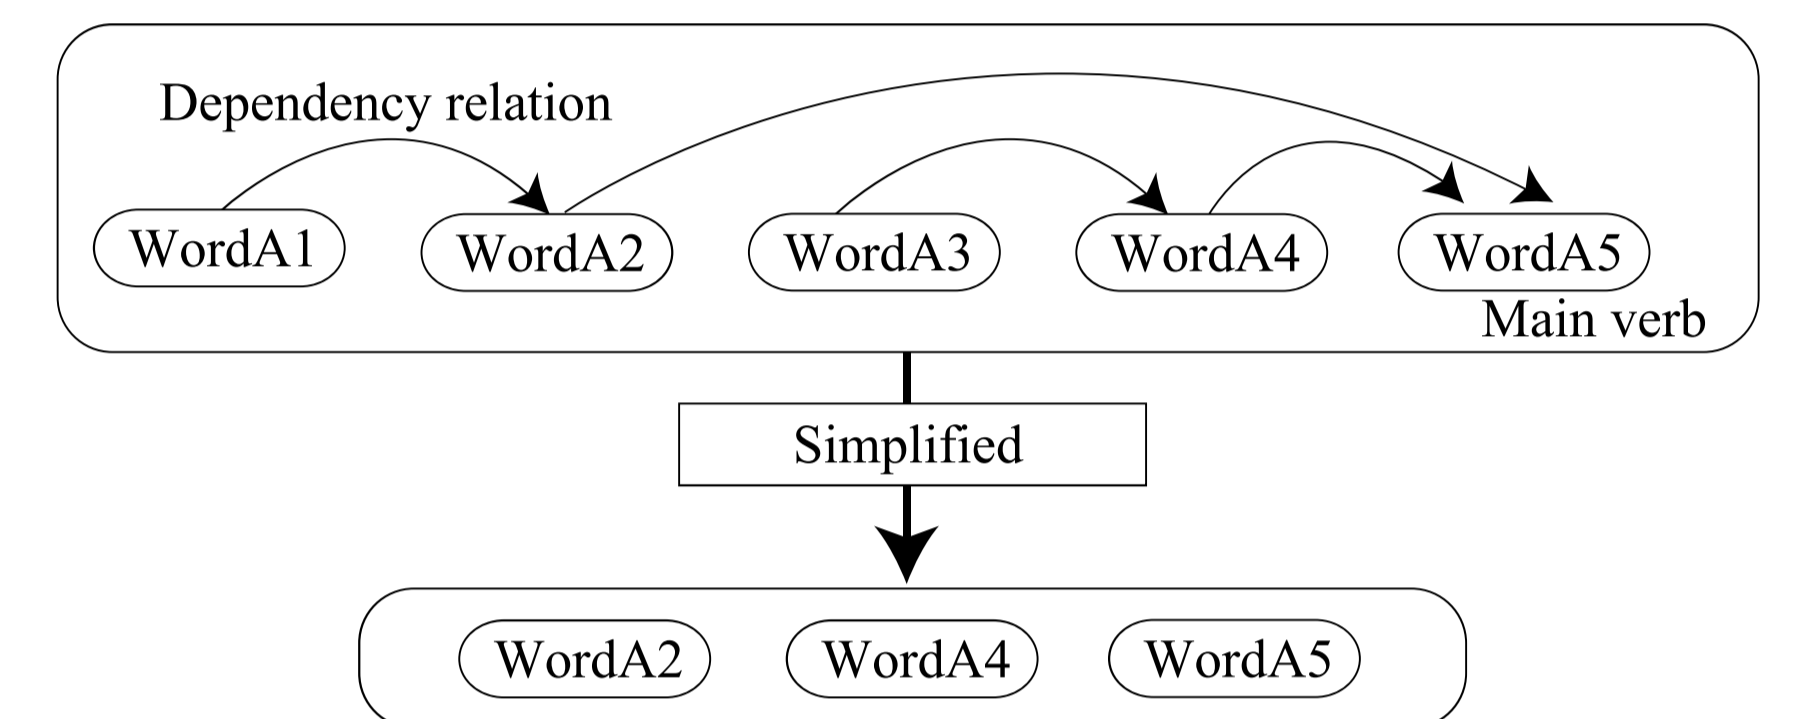 Dependency relation
WordA1 WordA2 WordA3 WordA4 WordA5
Main verb
Simplified
WordA2 WordA4 WordA5